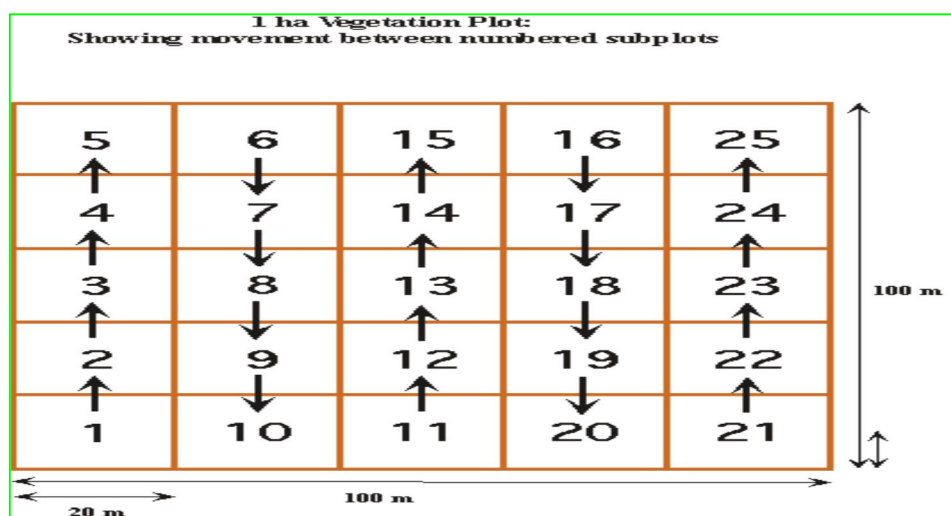 1 ha Vegetation Plot:
Showing movement between numbered subplots
5 6 15 16 25
4 7 14 17 24
3 8 13 18 23
100 m
2 9 12 19 22
1 10 11 20 21
100 m
20 m